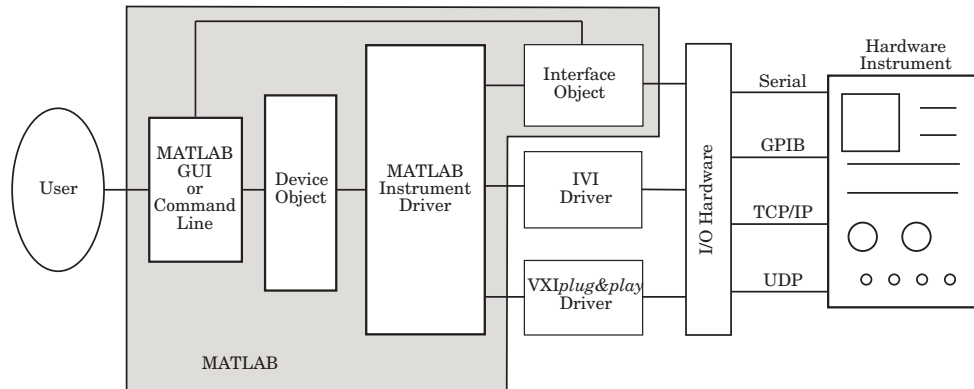 User
MATLAB
GUI
or
Command
Line
Device
Object
MATLAB
Instrument
Driver
Interface
Object
IVI
Driver
VXIplug&play
Driver
MATLAB
I/O Hardware
Serial
GPIB
TCP/IP
UDP
Hardware
Instrument